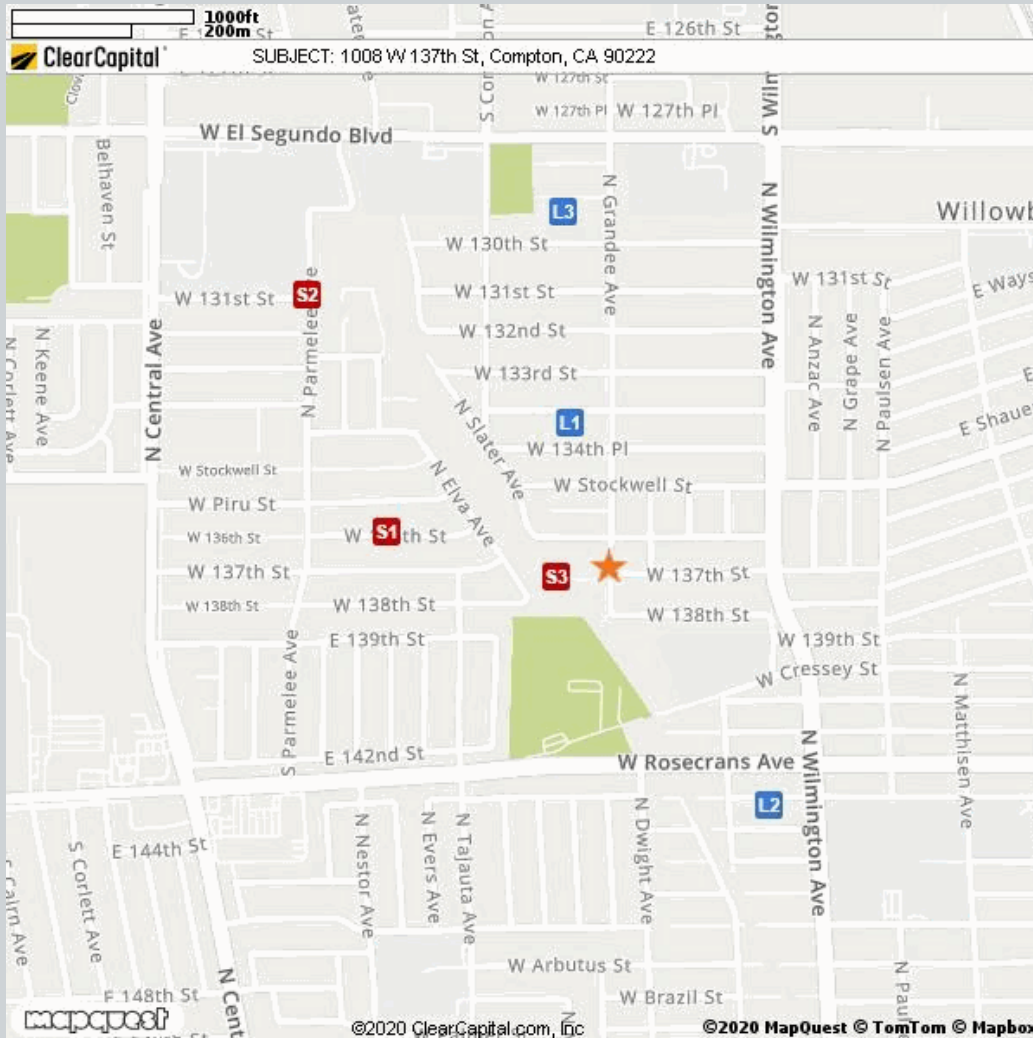 1000ft
200m
E 126th St
ClearCapital
SUBJECT: 1008 W 137th St, Compton, CA 90222
W 127th St
W 127th Pl
W 127th Pl
W El Segundo Blvd
Belhaven St
N Grandee Ave
N Wilmington Ave
L3
W 130th St
S2
W 131st St
W 131st St
W 131st St
W 132nd St
N Keene Ave
N Corlett Ave
N Central Ave
N Anzac Ave
N Grape Ave
N Paulsen Ave
W 133rd St
L1
N Slater Ave
W 134th Pl
W Stockwell St
W Stockwell St
N Elva Ave
W Piru St
S1
W 136th St
W 137th St
S3
W 137th St
W 138th St
W 138th St
W 138th St
E 139th St
W 139th St
W Cressey St
S Parmelee Ave
N Matthisen Ave
E 142nd St
W Rosecrans Ave
N Wilmington Ave
L2
N Nestor Ave
N Evers Ave
N Tajauta Ave
N Dwight Ave
E 144th St
S Corlett Ave
W Arbutus St
E 148th St
W Brazil St
mapquest
©2020 ClearCapital.com, Inc
©2020 MapQuest © TomTom © Mapbox